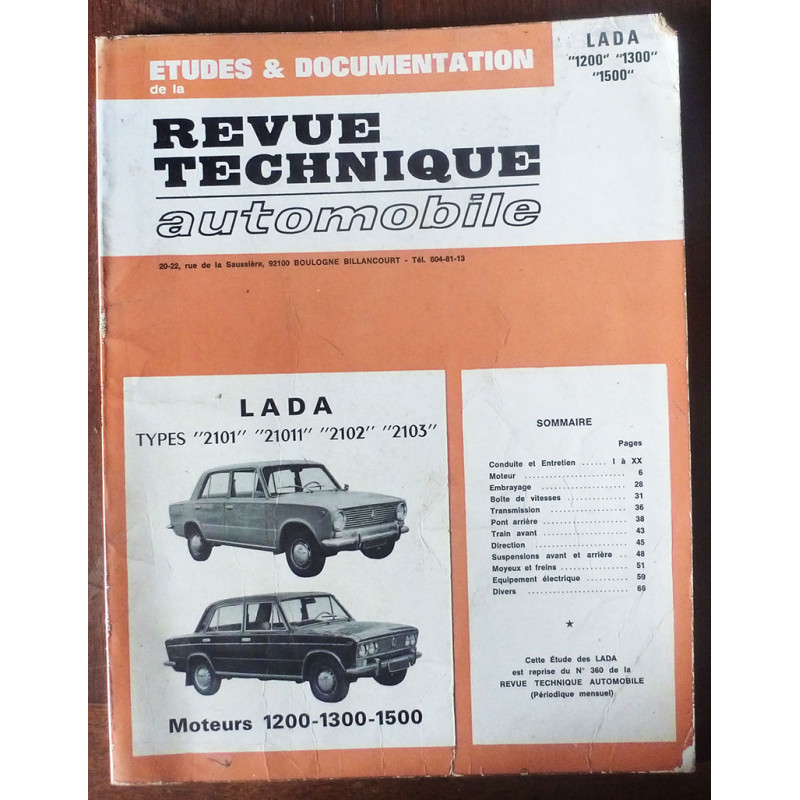 ETUDES & DOCUMENTATION
de la
LADA
"1200" "1300"
"1500"
REVUE
TECHNIQUE
automobile
20-22, rue de la Saussière, 92100 BOULOGNE BILLANCOURT - Tél. 604-81-13
LADA
TYPES "2101" "21011" "2102" "2103"
Moteurs 1200-1300-1500
SOMMAIRE
Pages
Conduite et Entretien ...... I à XX
Moteur ........................ 6
Embrayage .................... 28
Boîte de vitesses .............. 31
Transmission .................. 36
Pont arrière .................... 38
Train avant .................... 43
Direction ...................... 45
Suspensions avant et arrière .. 48
Moyeux et freins ................ 51
Equipement électrique .......... 59
Divers ........................ 66
★
Cette Étude des LADA
est reprise du N° 360 de la
REVUE TECHNIQUE AUTOMOBILE
(Périodique mensuel)